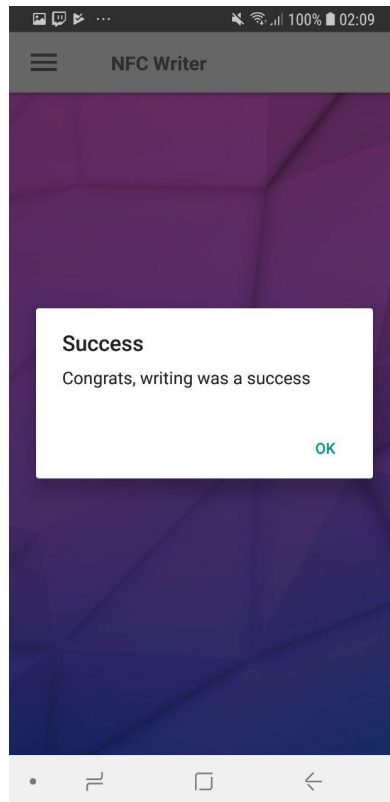 100% 02:09
NFC Writer
Success
Congrats, writing was a success
OK